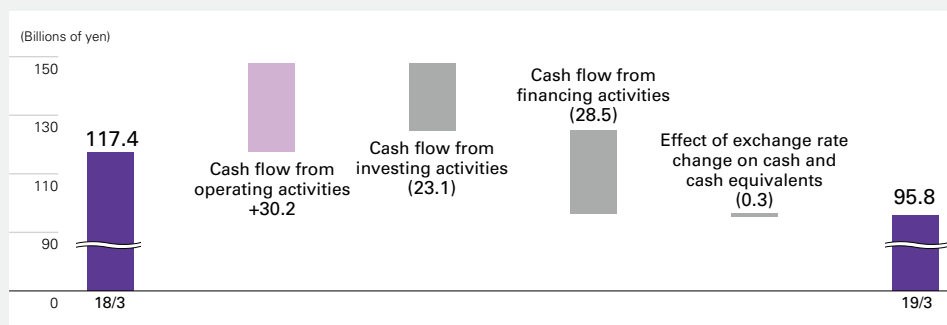 (Billions of yen)
150
130
110
90
0
117.4
18/3
Cash flow from
operating activities
+30.2
Cash flow from
investing activities
(23.1)
Cash flow from
financing activities
(28.5)
Effect of exchange rate
change on cash and
cash equivalents
(0.3)
95.8
19/3